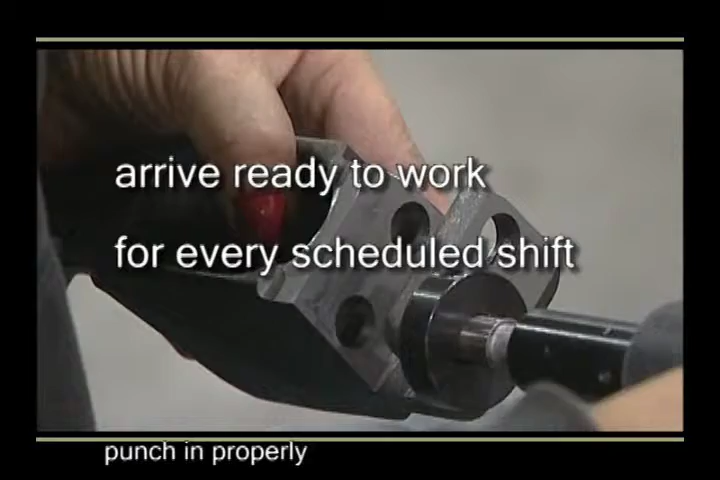 arrive ready to work
for every scheduled shift
punch in properly